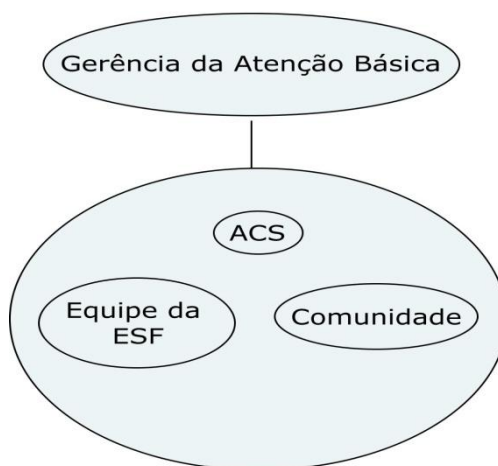 Gerência da Atenção Básica
ACS
Equipe da
ESF
Comunidade